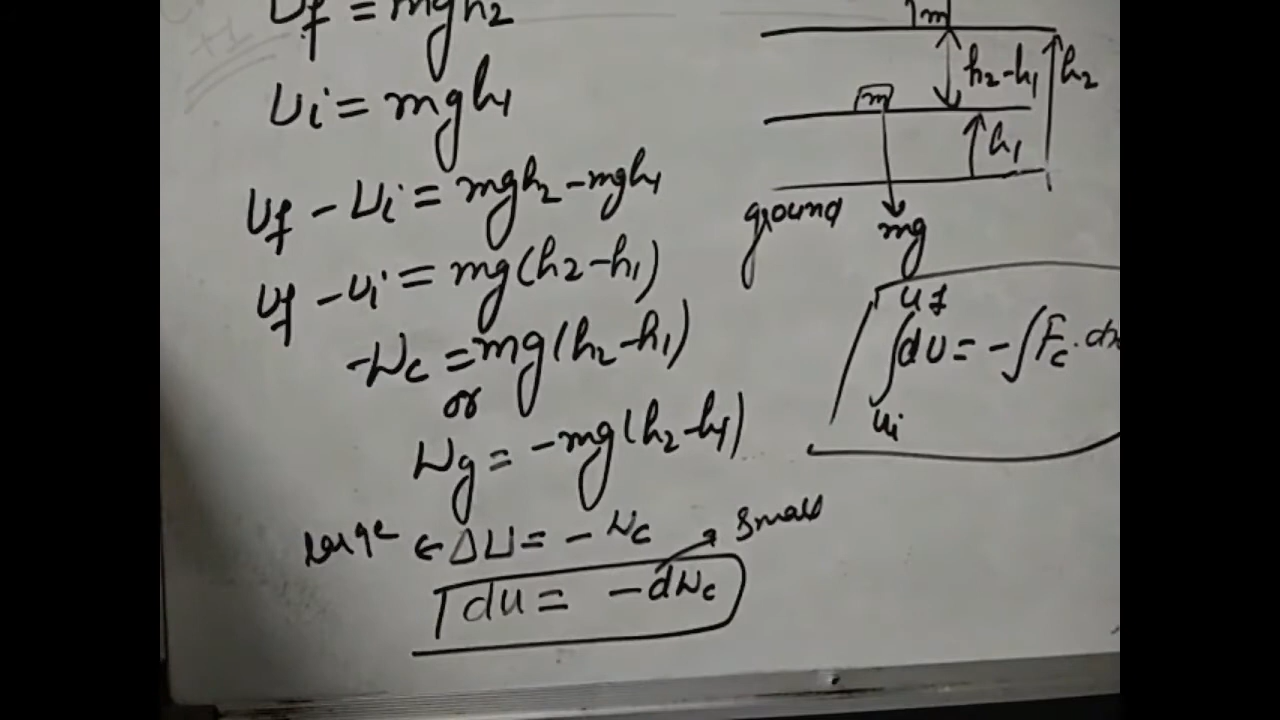 Uf = mgh2
Ui = mgh1
Uf - Ui = mgh2 - mgh1
Uf - Ui = mg(h2 - h1)
-Wc = mg(h2 - h1)
or
Wg = -mg(h2 - h1)
large ← ΔU = - Wc
small
dU = - dWc
m
h2 - h1
h2
m
h1
ground
mg
Uf
∫dU = -∫Fc . dx
Ui